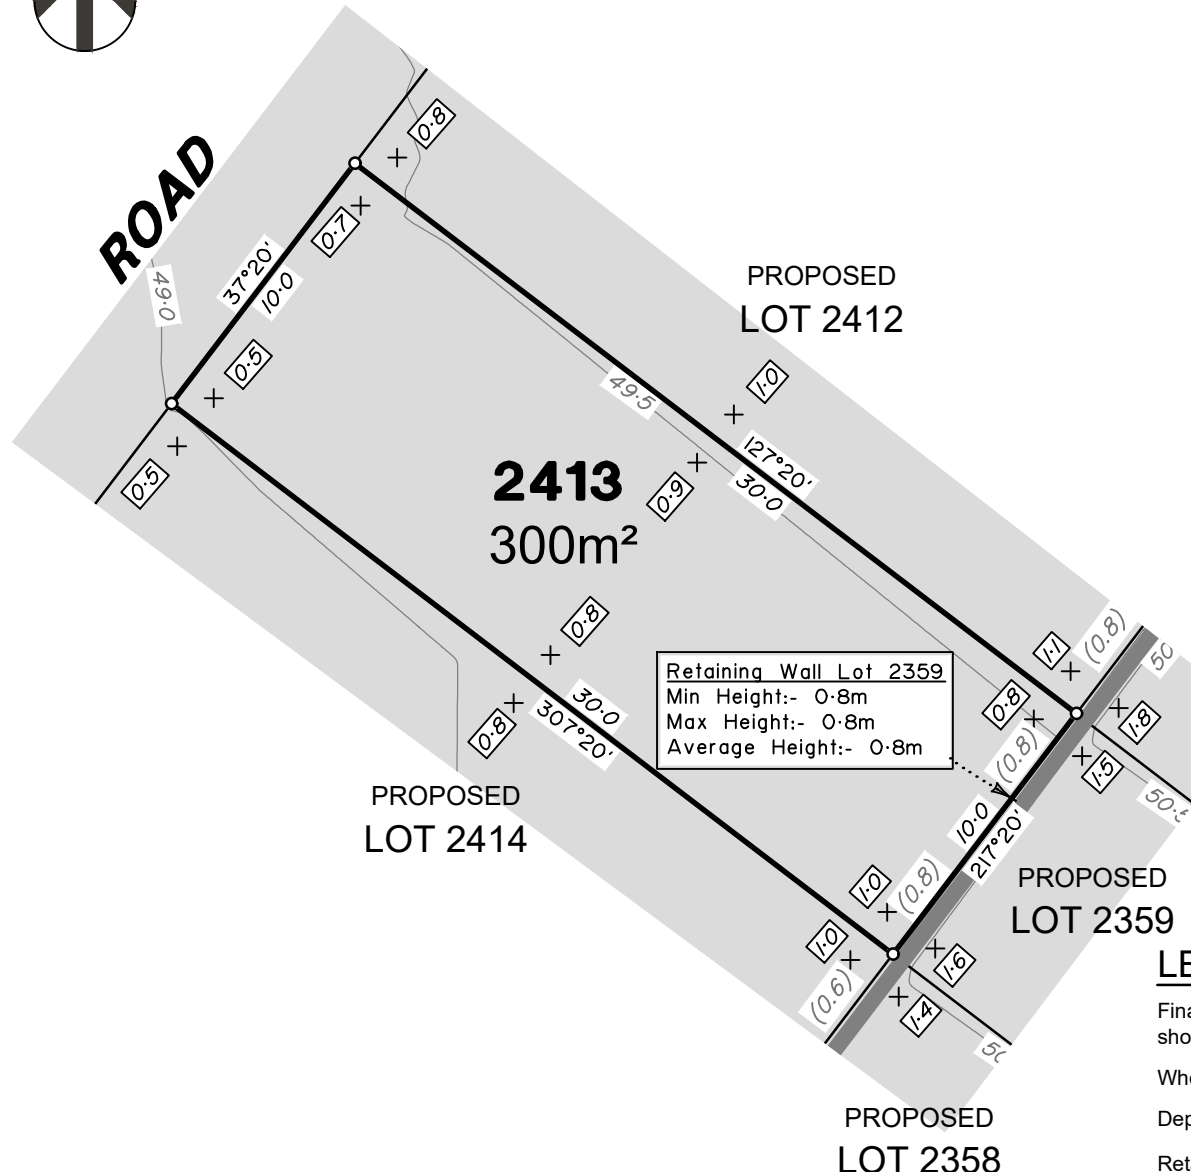 0·8
ROAD
0·7
37°20'
10·0
49·0
PROPOSED
LOT 2412
0·5
1·0
49·5
0·5
127°20'
30·0
0·9
2413
300m²
0·8
Retaining Wall Lot 2359
Min Height:- 0·8m
Max Height:- 0·8m
Average Height:- 0·8m
1·1
(0.8)
50
0·8
30·0
307°20'
0·8
(0.8)
1·8
1·5
PROPOSED
LOT 2414
10·0
217°20'
1·0
(0.8)
PROPOSED
LOT 2359
1·0
1·6
(0.6)
1·4
PROPOSED
LOT 2358